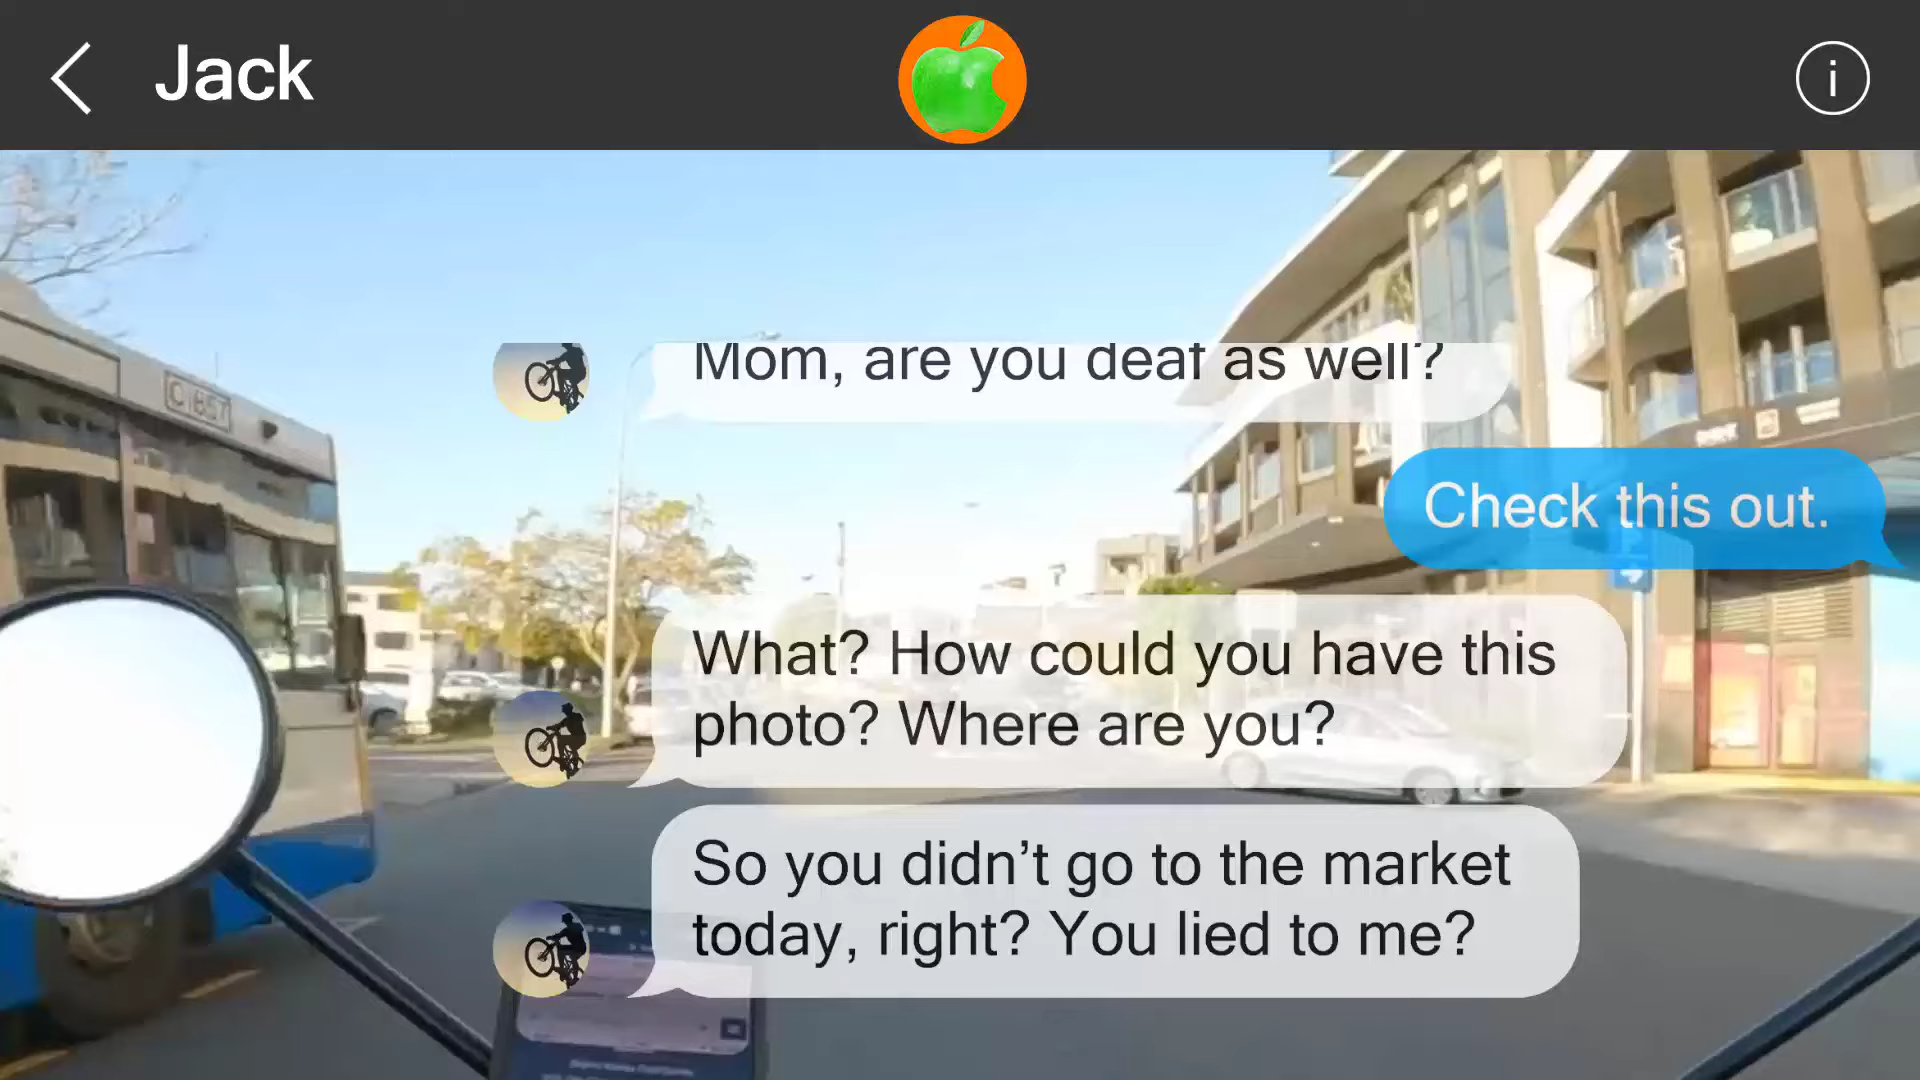 Jack
i
Mom, are you deaf as well?
Check this out.
What? How could you have this
photo? Where are you?
So you didn’t go to the market
today, right? You lied to me?